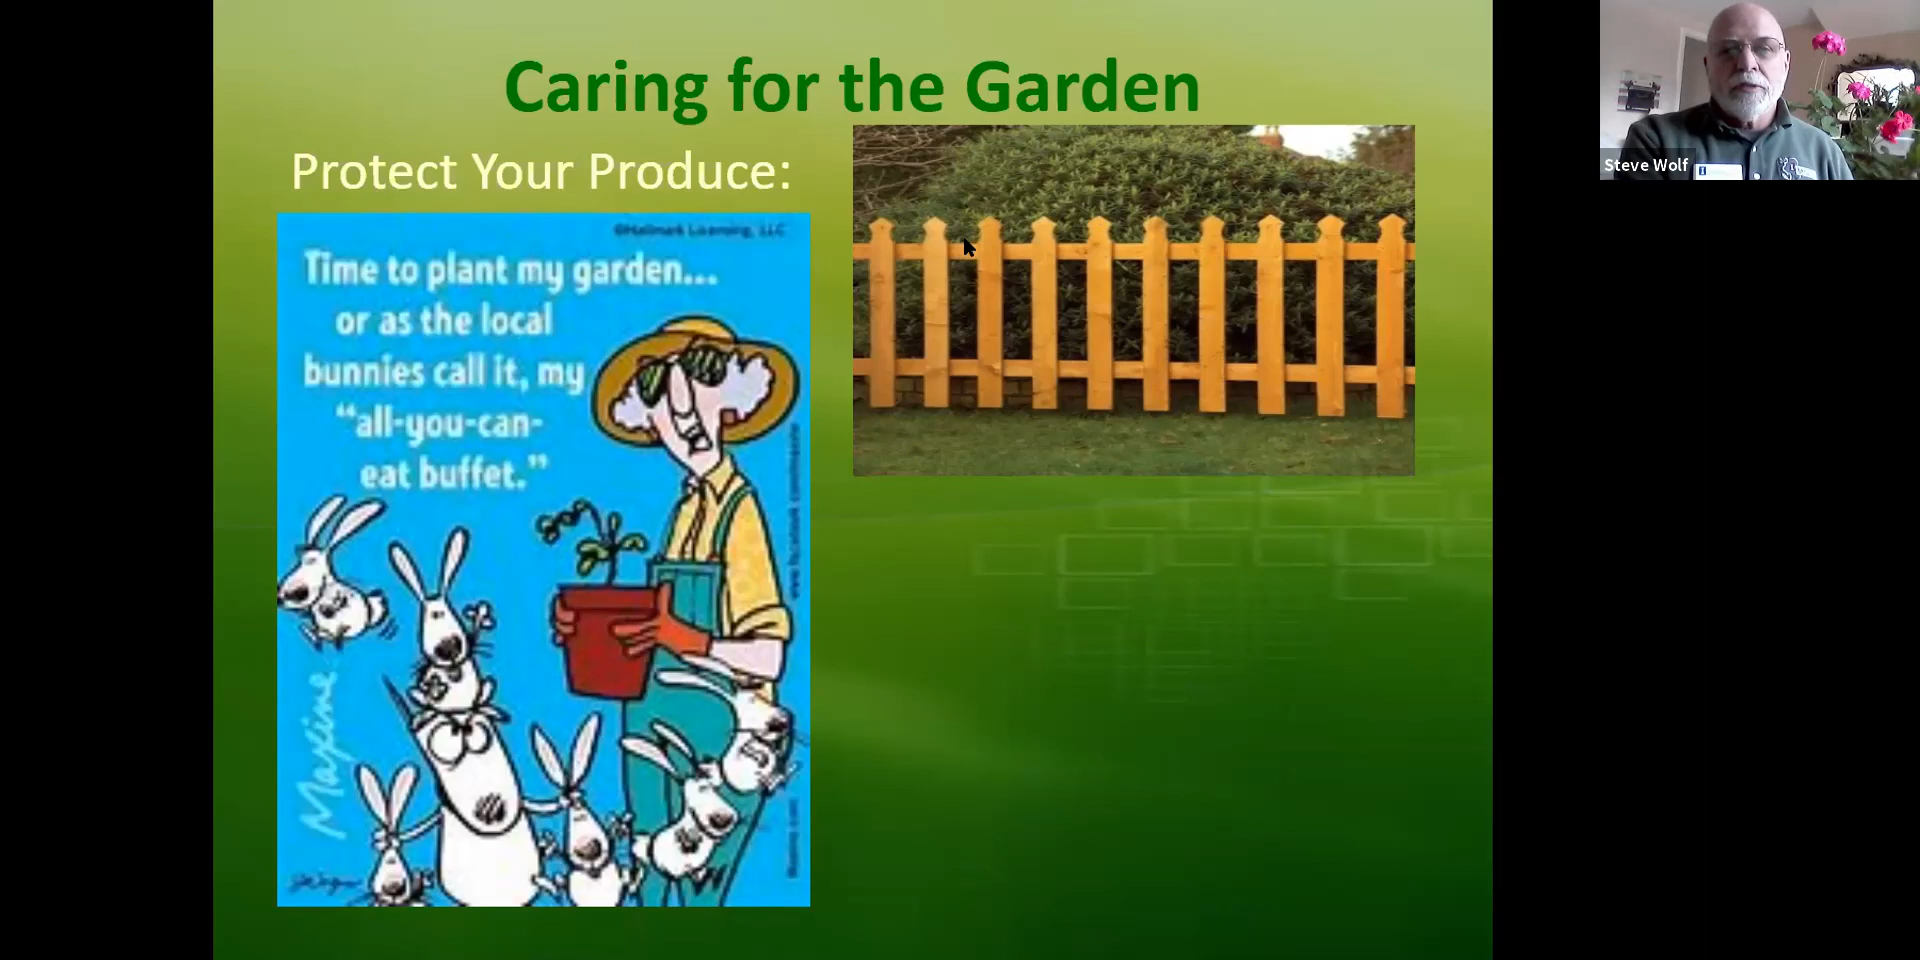 Caring for the Garden
Protect Your Produce:
©Hallmark Licensing, LLC
Time to plant my garden...
or as the local
bunnies call it, my
“all-you-can-
eat buffet.”
Maxine
Steve Wolf